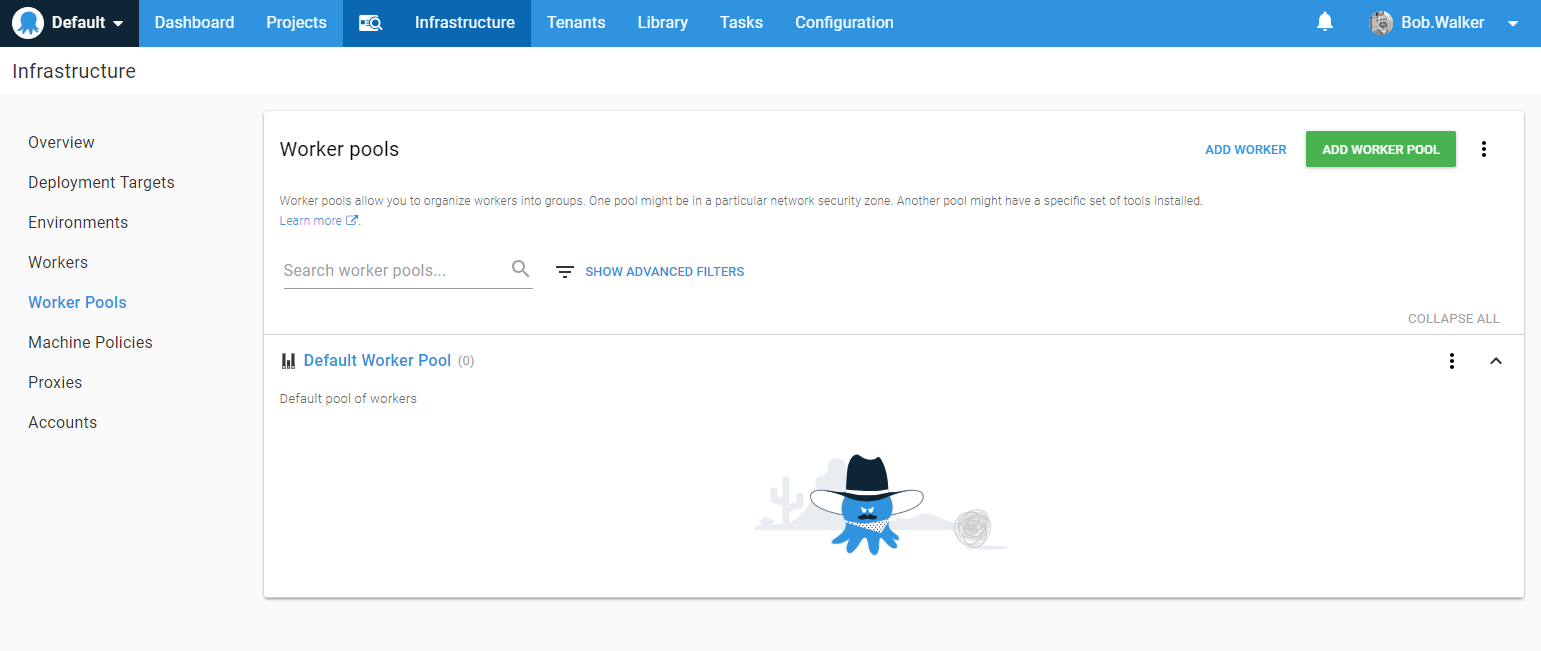 Default
Dashboard
Projects
Infrastructure
Tenants
Library
Tasks
Configuration
Bob.Walker
Infrastructure
Overview
Deployment Targets
Environments
Workers
Worker Pools
Machine Policies
Proxies
Accounts
Worker pools
ADD WORKER
ADD WORKER POOL
Worker pools allow you to organize workers into groups. One pool might be in a particular network security zone. Another pool might have a specific set of tools installed.
Learn more .
Search worker pools...
SHOW ADVANCED FILTERS
COLLAPSE ALL
Default Worker Pool (0)
Default pool of workers